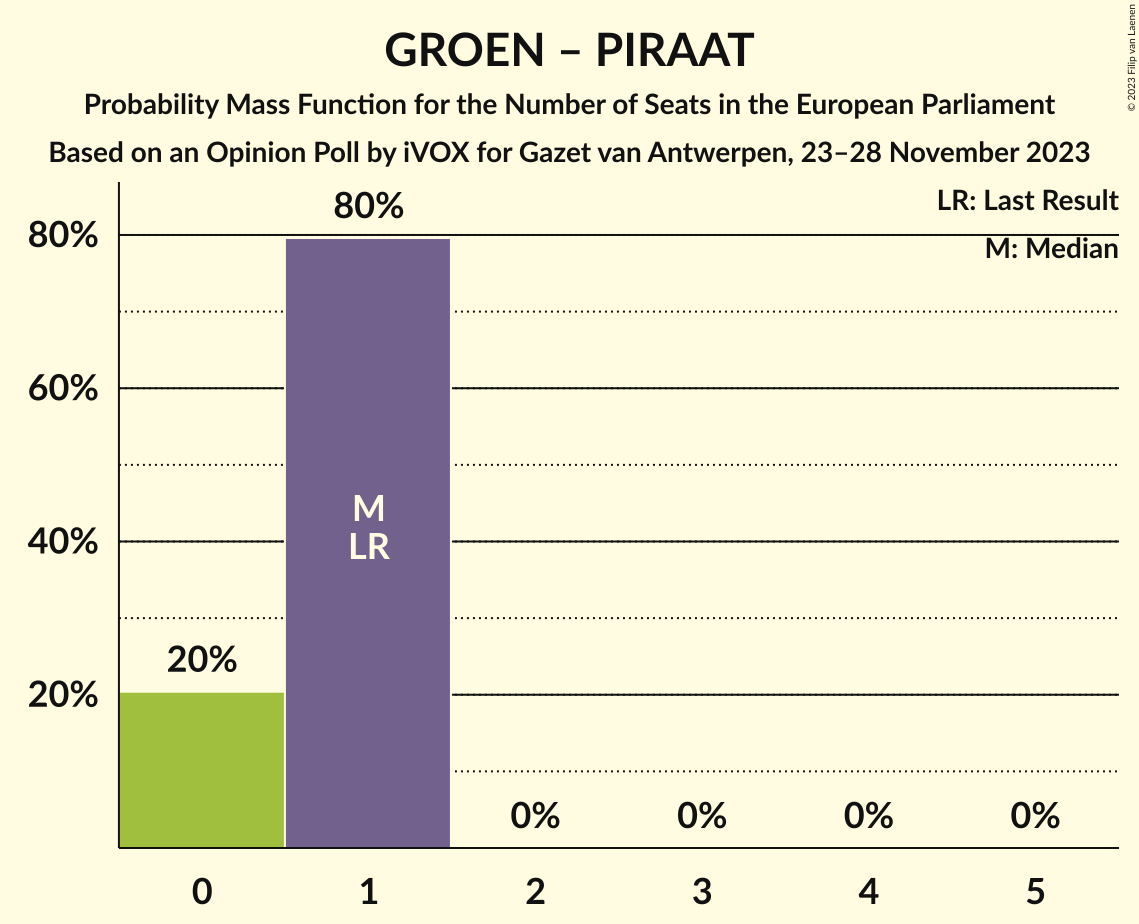 GROEN – PIRAAT
Probability Mass Function for the Number of Seats in the European Parliament
Based on an Opinion Poll by iVOX for Gazet van Antwerpen, 23–28 November 2023
© 2023 Filip van Laenen
LR: Last Result
M: Median
80%
80%
60%
40%
20%
20%
M
LR
0% 0% 0% 0%
0 1 2 3 4 5